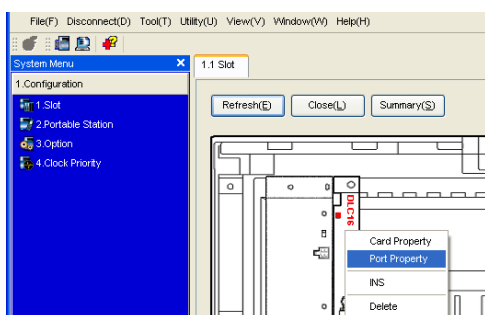 File(F) Disconnect(D) Tool(T) Utility(U) View(V) Window(W) Help(H)
System Menu
1.1 Slot
1.Configuration
1.Slot
2.Portable Station
3.Option
4.Clock Priority
Refresh(E) Close(L) Summary(S)
DLC16
Card Property
Port Property
INS
Delete